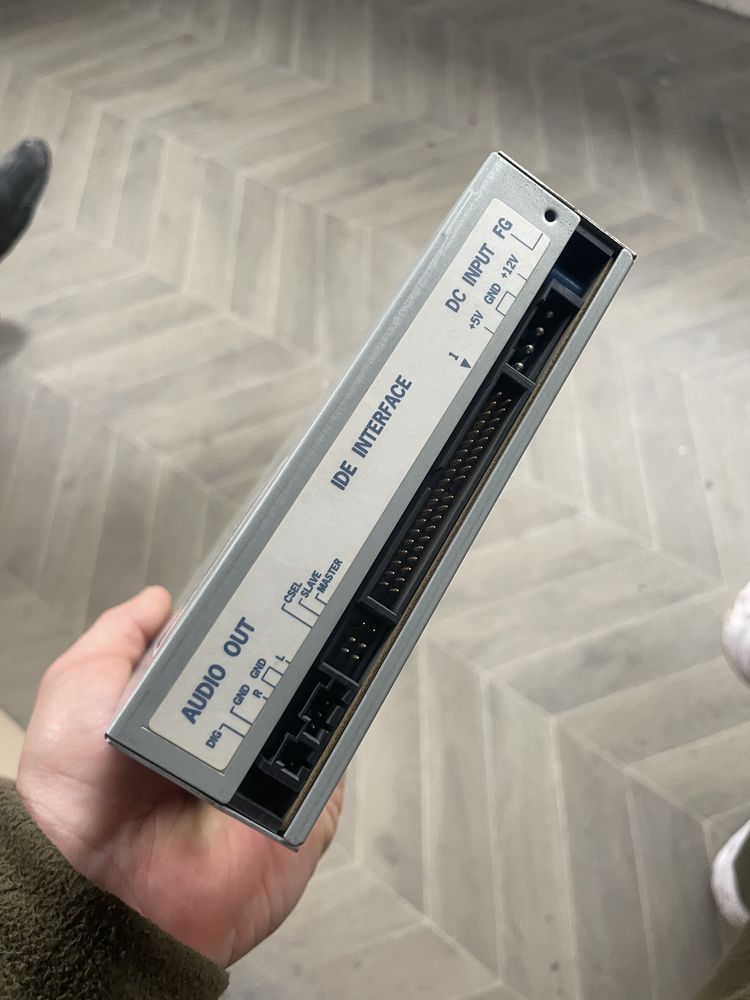 AUDIO OUT
DIG
GND GND
R L
CSEL
SLAVE
MASTER
IDE INTERFACE
1
DC INPUT FG
+5V GND +12V